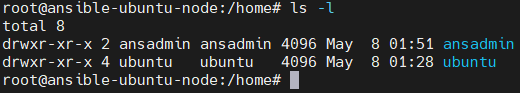 root@ansible-ubuntu-node:/home# ls -l
total 8
drwxr-xr-x 2 ansadmin ansadmin 4096 May  8 01:51 ansadmin
drwxr-xr-x 4 ubuntu   ubuntu   4096 May  8 01:28 ubuntu
root@ansible-ubuntu-node:/home#